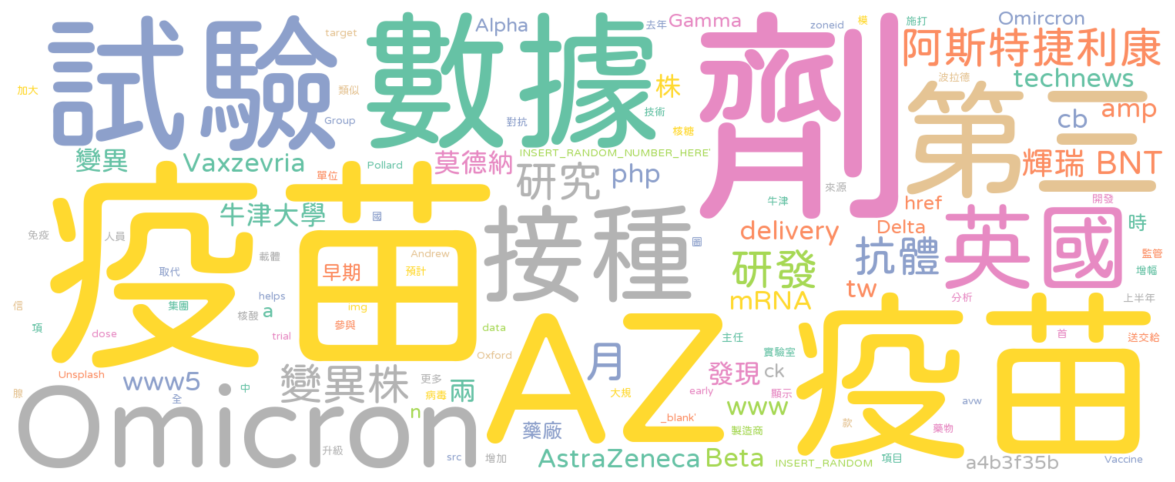 試驗
數據
劑
第三
疫苗
AZ疫苗
Omicron
接種
英國
target
加大
類似
Group
Alpha
去年
Gamma
zoneid
欄
施打
Omircron
阿斯特捷利康
波拉德
technews
cb
amp
株
技術
對抗
核糖
INSERT_RANDOM_NUMBER_HERE'
變異
Vaxzevria
單位
Pollard
莫德納
研究
php
來源
輝瑞 BNT
href
開發
牛津大學
國
牛津
delivery
Delta
時
免疫
人員
載體
早期
Andrew
預計
圖
研發
抗體
監管
增幅
取代
helps
img
mRNA
tw
分析
上半年
信
集團
a
核酸
項
參與
dose
trial
data
主任
首
送交給
Oxford
月
實驗室
Unsplash
www5
變異株
更多
兩
發現
ck
全
中
病毒
大規
early
顯示
avw
n
www
_blank'
款
藥物
藥廠
製造商
升級
src
增加
AstraZeneca
Beta
INSERT_RANDOM
項目
a4b3f35b
Vaccine